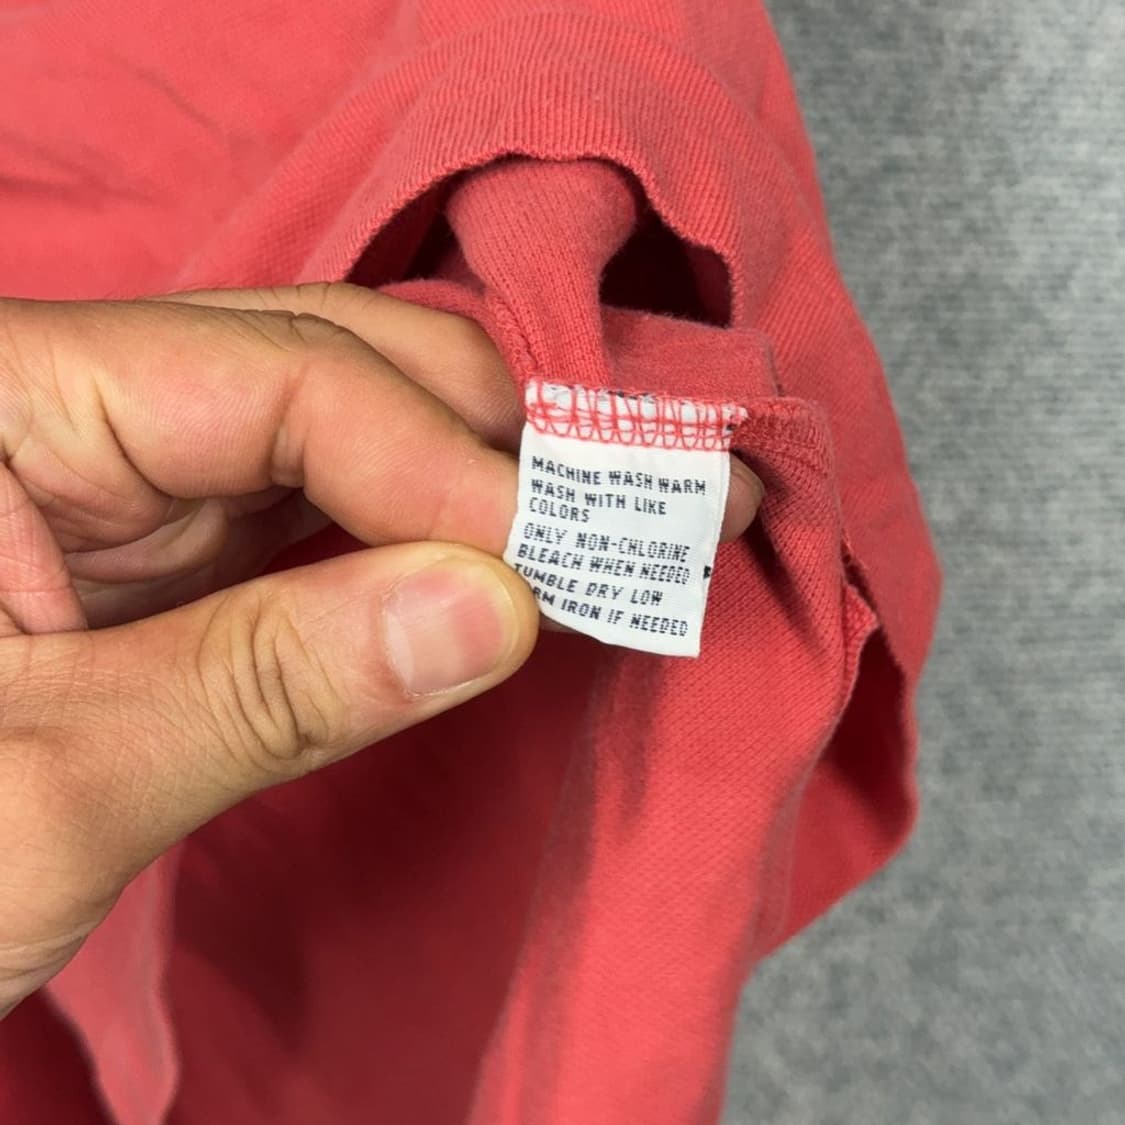 MACHINE WASH WARM
WASH WITH LIKE
COLORS
ONLY NON-CHLORINE
BLEACH WHEN NEEDED
TUMBLE DRY LOW
IRON IF NEEDED